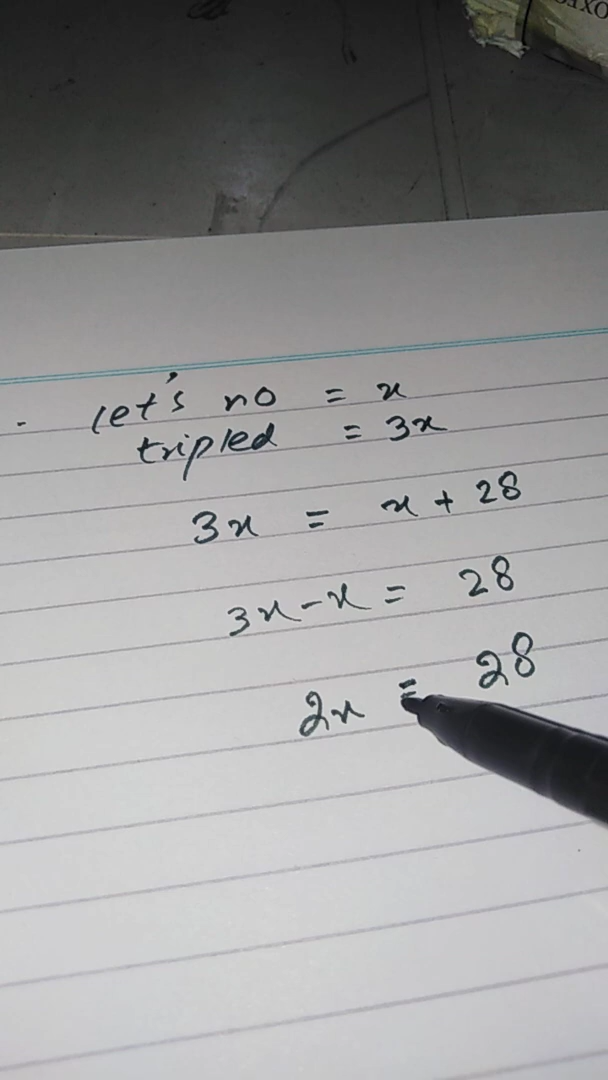 let's no = x
tripled = 3x
3x = x + 28
3x - x = 28
2x = 28